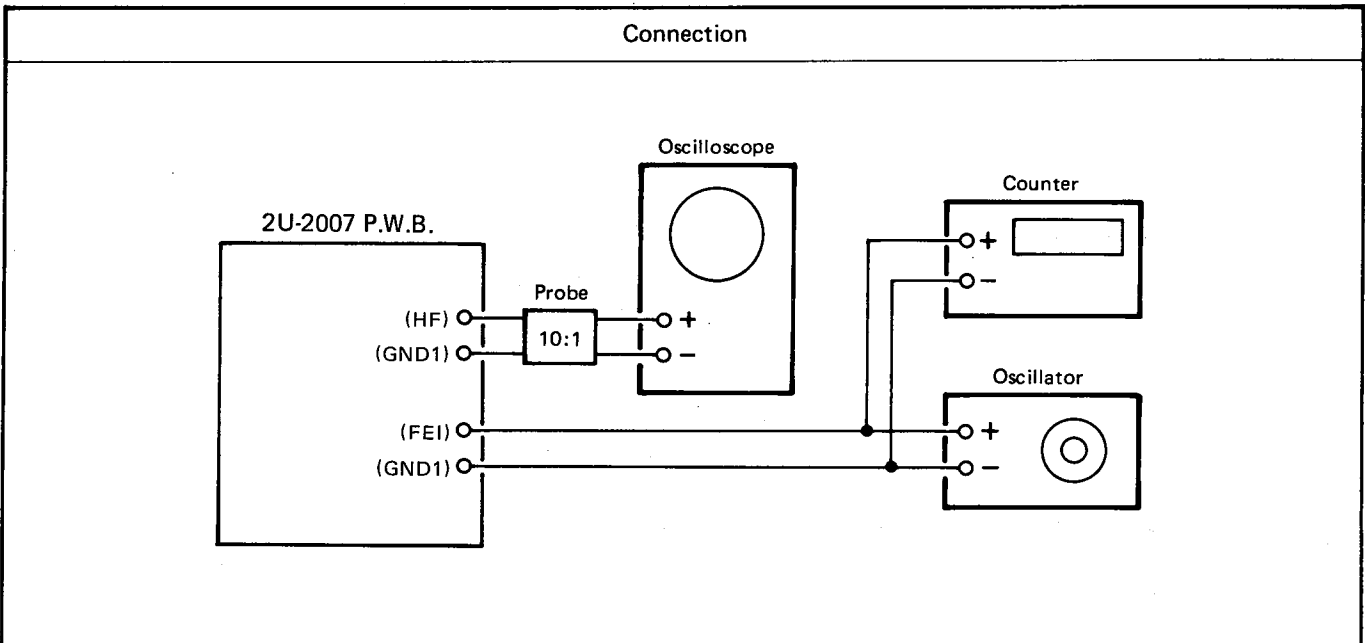 Connection
Oscilloscope
Counter
2U-2007 P.W.B.
+
−
Probe
(HF)
10:1
+
(GND1)
−
Oscillator
(FEI)
+
(GND1)
−